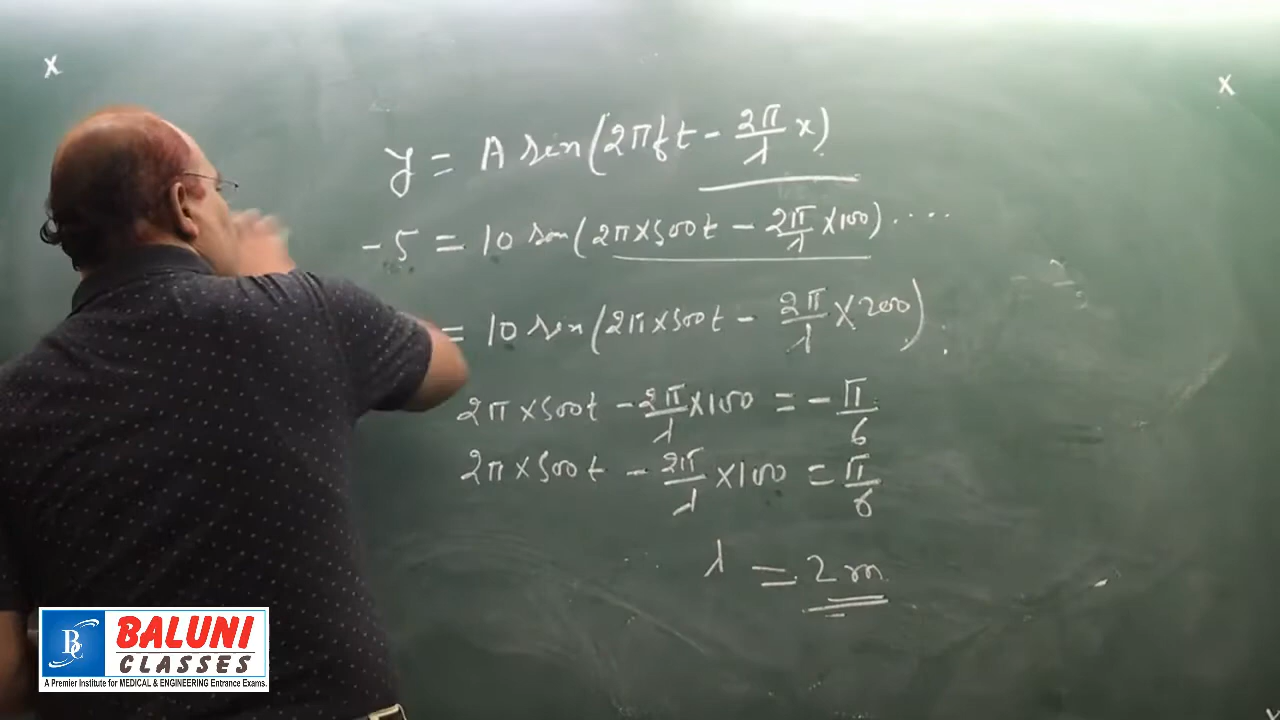 x
x
y = A sin(2πft - 2π/λ x)
-5 = 10 sin(2π×500t - 2π/λ ×100) ....
= 10 sin(2π×500t - 2π/λ ×200)
2π×500t - 2π/λ ×100 = -π/6
2π×500t - 2π/λ ×100 = π/6
λ = 2m
BC
BALUNI
CLASSES
A Premier Institute for MEDICAL & ENGINEERING Entrance Exams.